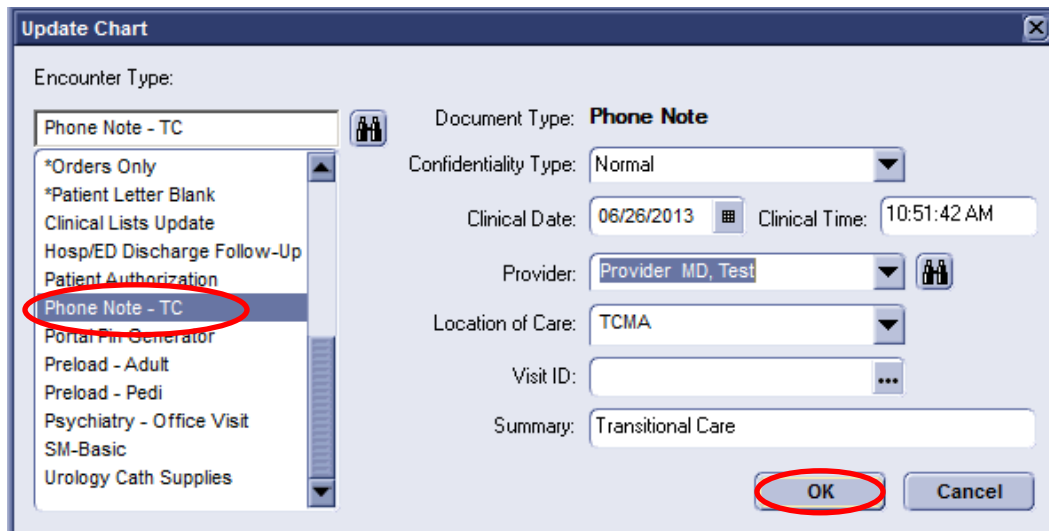 Update Chart
Encounter Type:
Phone Note - TC
*Orders Only
*Patient Letter Blank
Clinical Lists Update
Hosp/ED Discharge Follow-Up
Patient Authorization
Phone Note - TC
Portal Pin Generator
Preload - Adult
Preload - Pedi
Psychiatry - Office Visit
SM-Basic
Urology Cath Supplies
Document Type: Phone Note
Confidentiality Type: Normal
Clinical Date: 06/26/2013 Clinical Time: 10:51:42 AM
Provider: Provider MD, Test
Location of Care: TCMA
Visit ID: ...
Summary: Transitional Care
OK Cancel